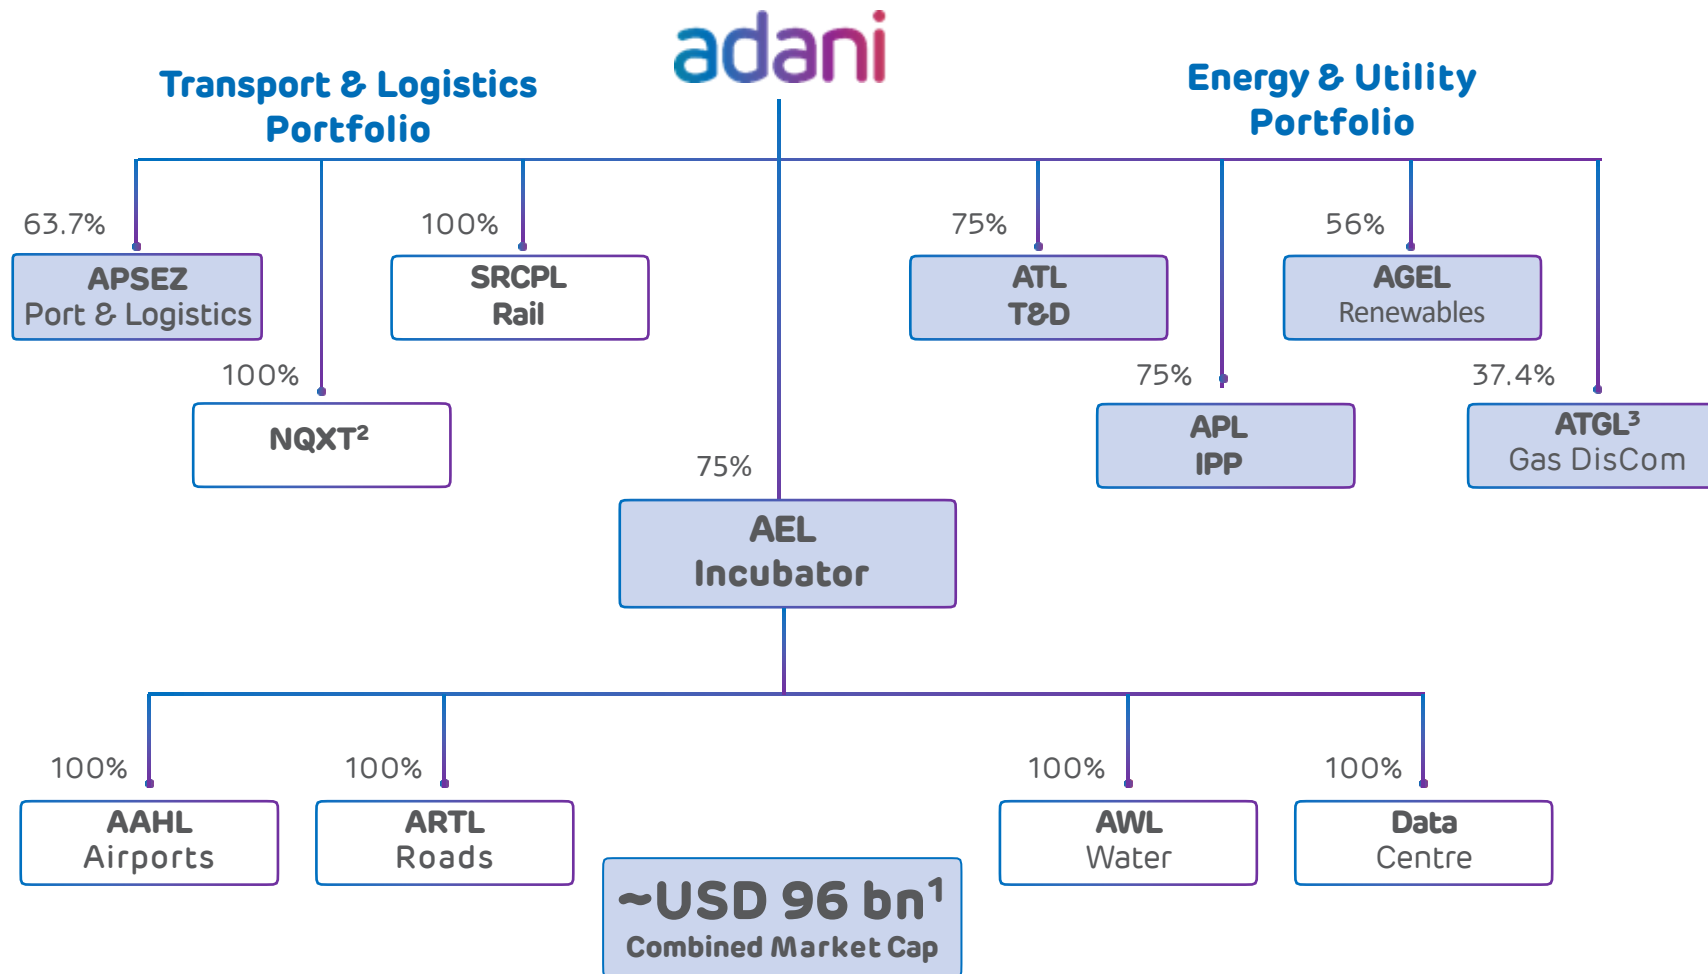 adani
Transport & Logistics
Portfolio
Energy & Utility
Portfolio
63.7%
APSEZ
Port & Logistics
100%
SRCPL
Rail
75%
ATL
T&D
56%
AGEL
Renewables
100%
NQXT²
75%
APL
IPP
37.4%
ATGL³
Gas DisCom
75%
AEL
Incubator
100%
AAHL
Airports
100%
ARTL
Roads
100%
AWL
Water
100%
Data
Centre
~USD 96 bn¹
Combined Market Cap